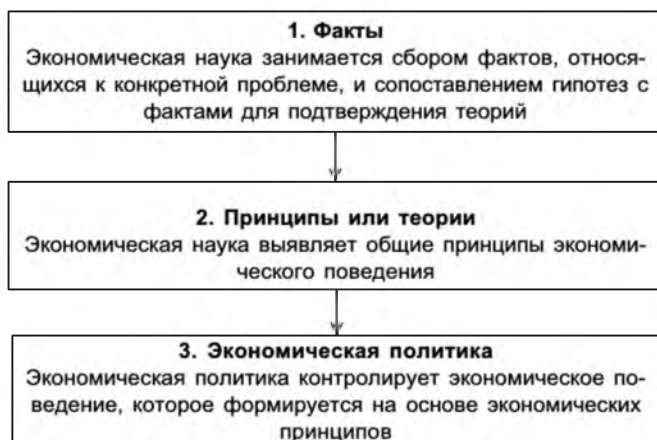 1. Факты
Экономическая наука занимается сбором фактов, относя-
щихся к конкретной проблеме, и сопоставлением гипотез с
фактами для подтверждения теорий
2. Принципы или теории
Экономическая наука выявляет общие принципы экономи-
ческого поведения
3. Экономическая политика
Экономическая политика контролирует экономическое по-
ведение, которое формируется на основе экономических
принципов